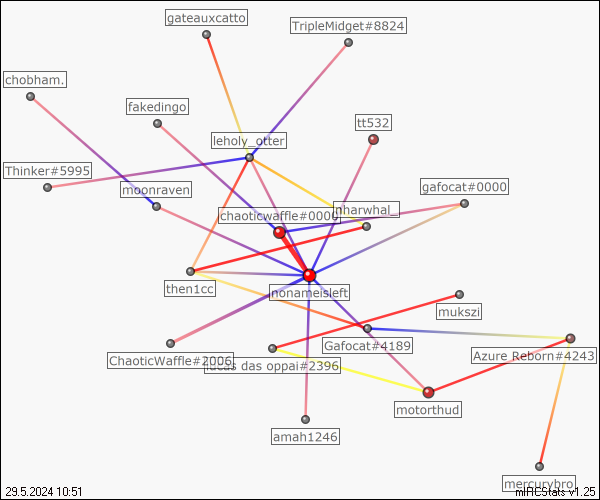 gateauxcatto
TripleMidget#8824
chobham.
fakedingo
tt532
leholy_otter
Thinker#5995
moonraven
gafocat#0000
chaoticwaffle#0000
nharwhal_
then1cc
nonameisleft
mukszi
Gafocat#4189
ChaoticWaffle#2006
lucas das oppai#2396
Azure Reborn#4243
motorthud
amah1246
mercurybro
29.5.2024 10:51
mIRCStats v1.25